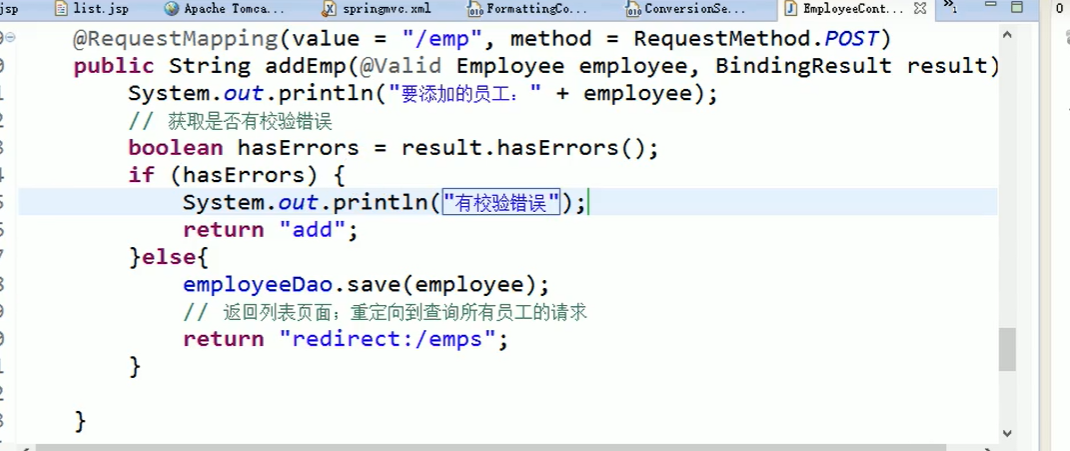 jsp list.jsp Apache Tomca... springmvc.xml FormattingCo... ConversionSe... EmployeeCont... »1
@RequestMapping(value = "/emp", method = RequestMethod.POST)
public String addEmp(@Valid Employee employee, BindingResult result)
System.out.println("要添加的员工：" + employee);
// 获取是否有校验错误
boolean hasErrors = result.hasErrors();
if (hasErrors) {
System.out.println("有校验错误");
return "add";
}else{
employeeDao.save(employee);
// 返回列表页面；重定向到查询所有员工的请求
return "redirect:/emps";
}
}